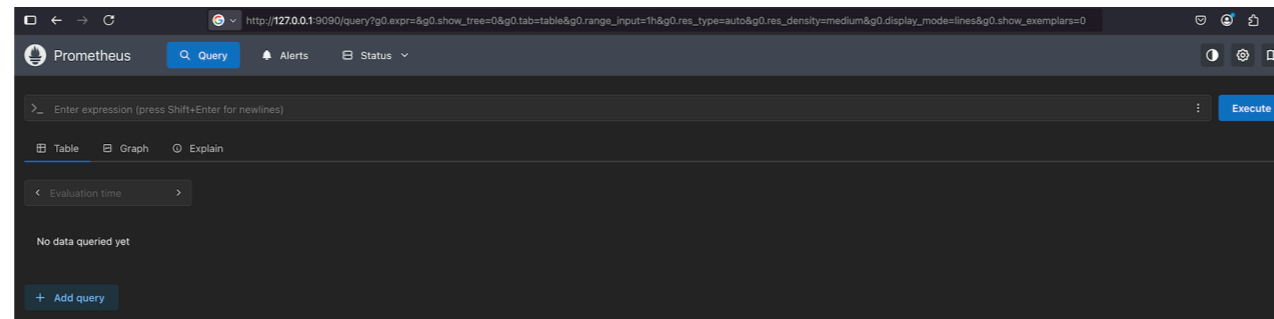 http://127.0.0.1:9090/query?g0.expr=&g0.show_tree=0&g0.tab=table&g0.range_input=1h&g0.res_type=auto&g0.res_density=medium&g0.display_mode=lines&g0.show_exemplars=0
Prometheus Query Alerts Status
>_ Enter expression (press Shift+Enter for newlines) Execute
Table Graph Explain
Evaluation time
No data queried yet
+ Add query